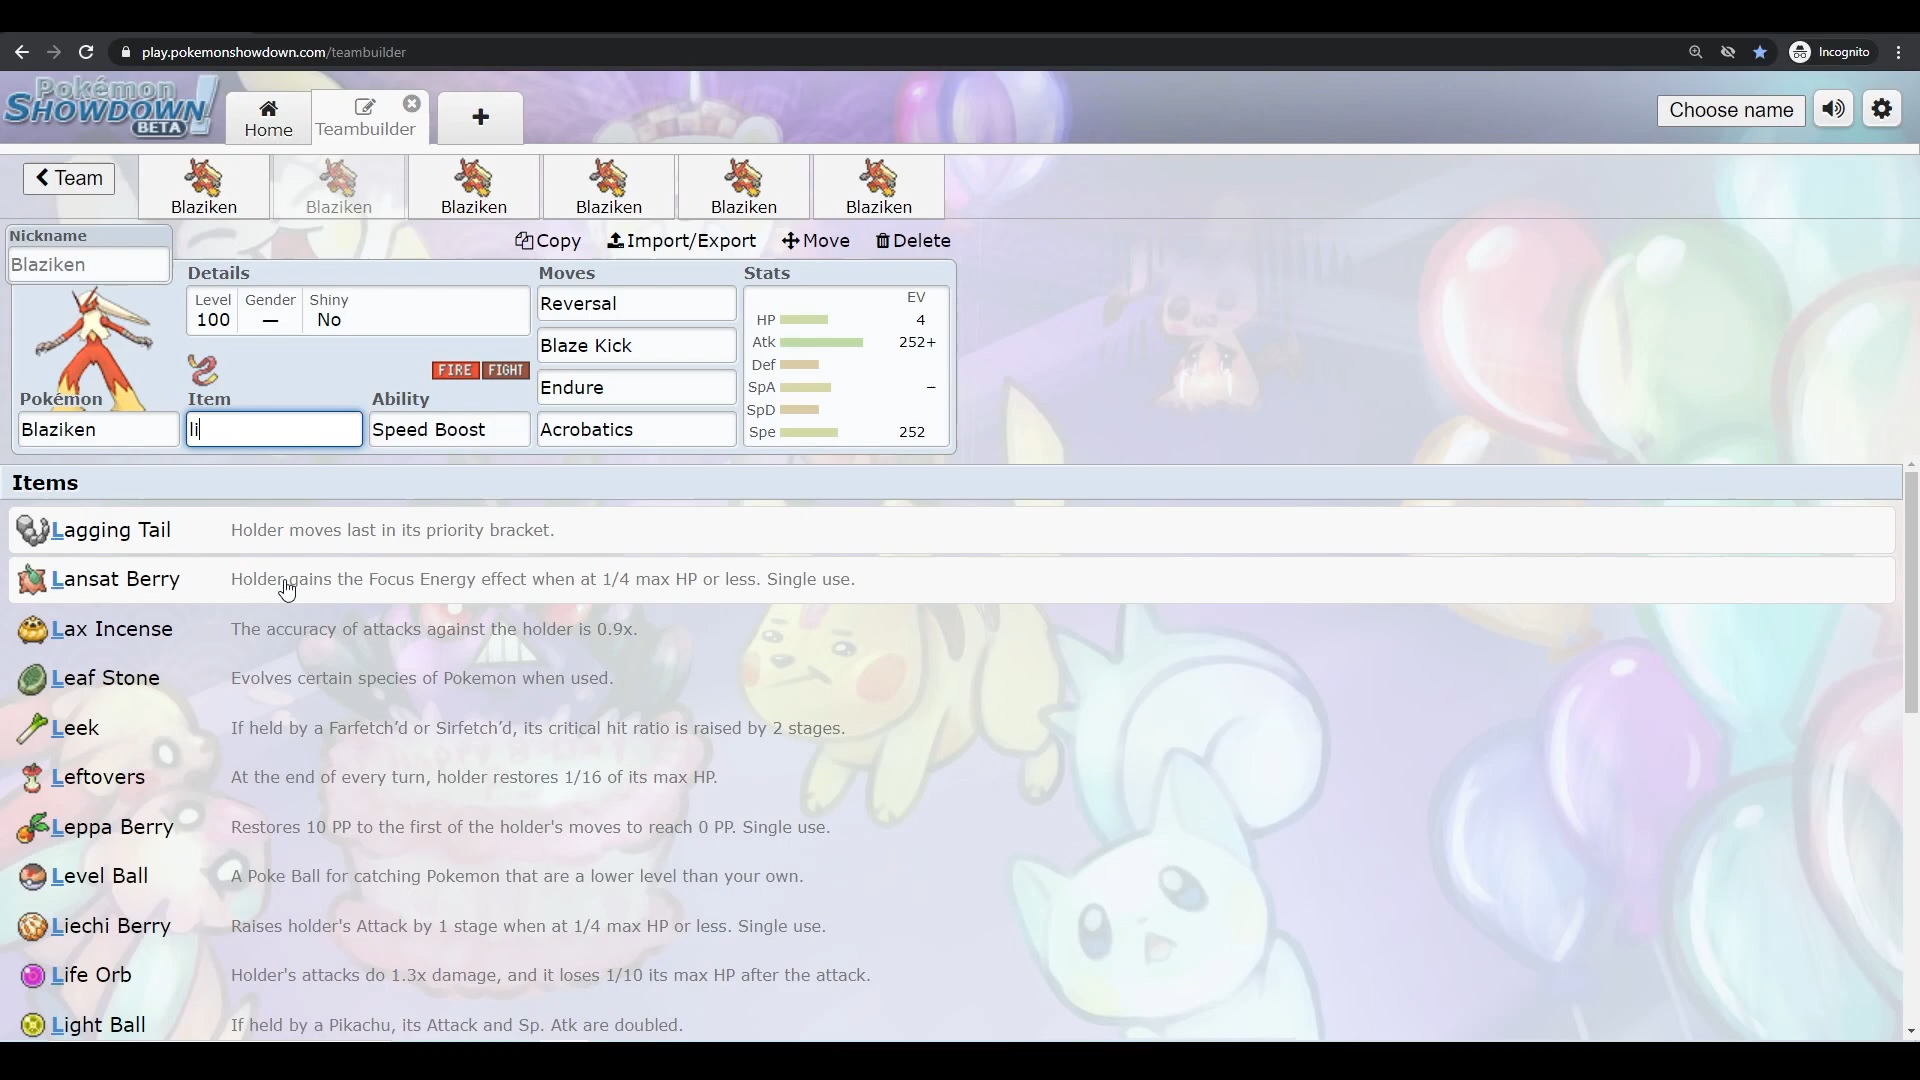 play.pokemonshowdown.com/teambuilder
Incognito
Pokémon
SHOWDOWN!
BETA
Home
Teambuilder
+
Choose name
Team
Blaziken
Blaziken
Blaziken
Blaziken
Blaziken
Blaziken
Nickname
Blaziken
Copy
Import/Export
Move
Delete
Details
Moves
Stats
Level
Gender
Shiny
100
—
No
Reversal
Blaze Kick
Endure
Acrobatics
EV
HP 4
Atk 252+
Def
SpA −
SpD
Spe 252
FIRE
FIGHT
Pokémon
Item
Ability
Blaziken
li
Speed Boost
Items
Lagging Tail Holder moves last in its priority bracket.
Lansat Berry Holder gains the Focus Energy effect when at 1/4 max HP or less. Single use.
Lax Incense The accuracy of attacks against the holder is 0.9x.
Leaf Stone Evolves certain species of Pokemon when used.
Leek If held by a Farfetch’d or Sirfetch’d, its critical hit ratio is raised by 2 stages.
Leftovers At the end of every turn, holder restores 1/16 of its max HP.
Leppa Berry Restores 10 PP to the first of the holder's moves to reach 0 PP. Single use.
Level Ball A Poke Ball for catching Pokemon that are a lower level than your own.
Liechi Berry Raises holder's Attack by 1 stage when at 1/4 max HP or less. Single use.
Life Orb Holder's attacks do 1.3x damage, and it loses 1/10 its max HP after the attack.
Light Ball If held by a Pikachu, its Attack and Sp. Atk are doubled.